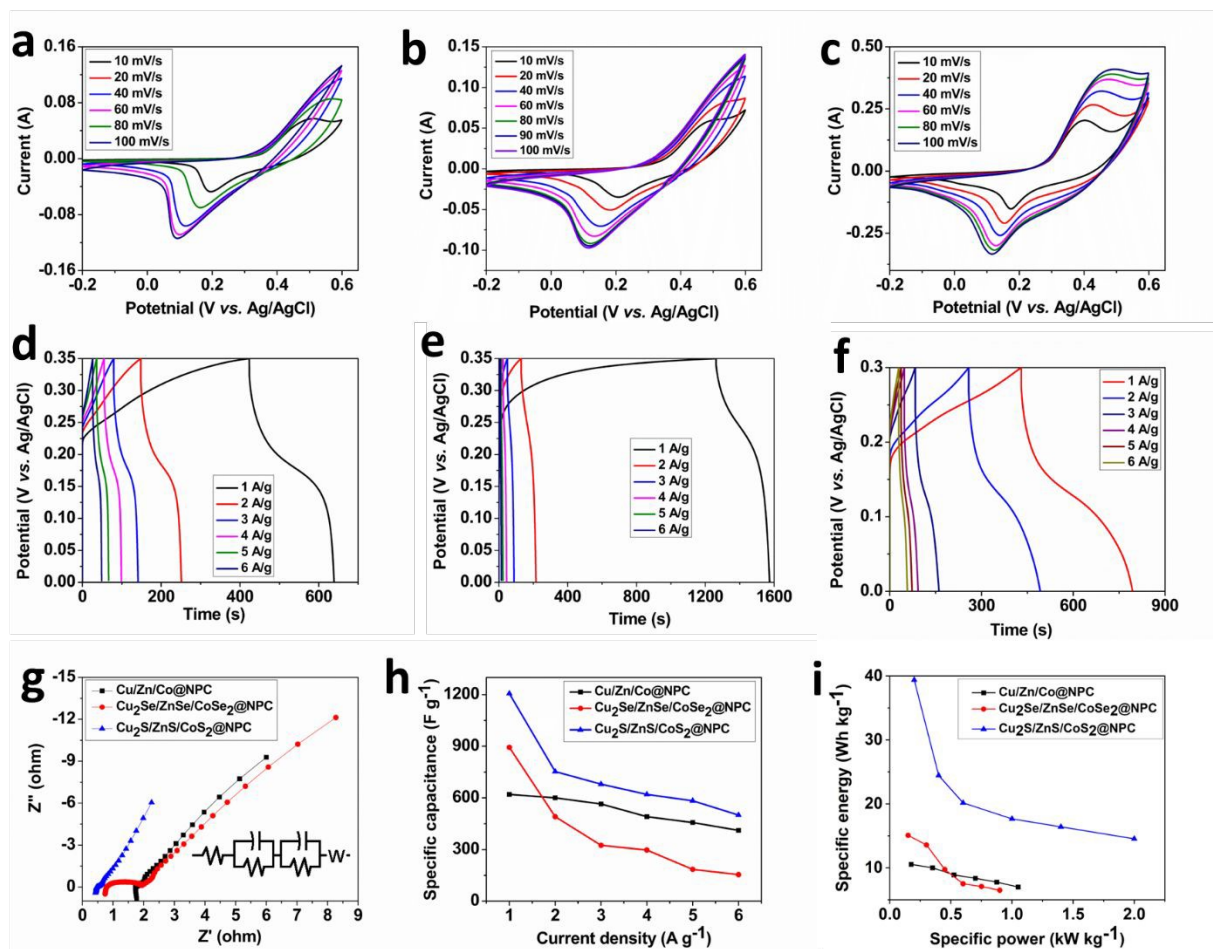 a
0.16
0.08
0.00
-0.08
-0.16
Current (A)
10 mV/s
20 mV/s
40 mV/s
60 mV/s
80 mV/s
100 mV/s
-0.2 0.0 0.2 0.4 0.6
Potetnial (V vs. Ag/AgCl)
b
0.15
0.10
0.05
0.00
-0.05
-0.10
Current (A)
10 mV/s
20 mV/s
40 mV/s
60 mV/s
80 mV/s
90 mV/s
100 mV/s
-0.2 0.0 0.2 0.4 0.6
Potential (V vs. Ag/AgCl)
c
0.50
0.25
0.00
-0.25
Current (A)
10 mV/s
20 mV/s
40 mV/s
60 mV/s
80 mV/s
100 mV/s
-0.2 0.0 0.2 0.4 0.6
Potetnial (V vs. Ag/AgCl)
d
0.35
0.30
0.25
0.20
0.15
0.10
0.05
0.00
Potential (V vs. Ag/AgCl)
1 A/g
2 A/g
3 A/g
4 A/g
5 A/g
6 A/g
0 200 400 600
Time (s)
e
0.35
0.30
0.25
0.20
0.15
0.10
0.05
0.00
Potential (V vs. Ag/AgCl)
1 A/g
2 A/g
3 A/g
4 A/g
5 A/g
6 A/g
0 400 800 1200 1600
Time (s)
f
0.3
0.2
0.1
0.0
Potential (V vs. Ag/AgCl)
1 A/g
2 A/g
3 A/g
4 A/g
5 A/g
6 A/g
0 300 600 900
Time (s)
g
-15
-12
-9
-6
-3
0
Z'' (ohm)
Cu/Zn/Co@NPC
Cu2Se/ZnSe/CoSe2@NPC
Cu2S/ZnS/CoS2@NPC
W
0 1 2 3 4 5 6 7 8 9
Z' (ohm)
h
1200
900
600
300
0
Specific capacitance (F g-1)
Cu/Zn/Co@NPC
Cu2Se/ZnSe/CoSe2@NPC
Cu2S/ZnS/CoS2@NPC
1 2 3 4 5 6
Current density (A g-1)
i
40
30
20
10
Specific energy (Wh kg-1)
Cu/Zn/Co@NPC
Cu2Se/ZnSe/CoSe2@NPC
Cu2S/ZnS/CoS2@NPC
0.0 0.5 1.0 1.5 2.0
Specific power (kW kg-1)